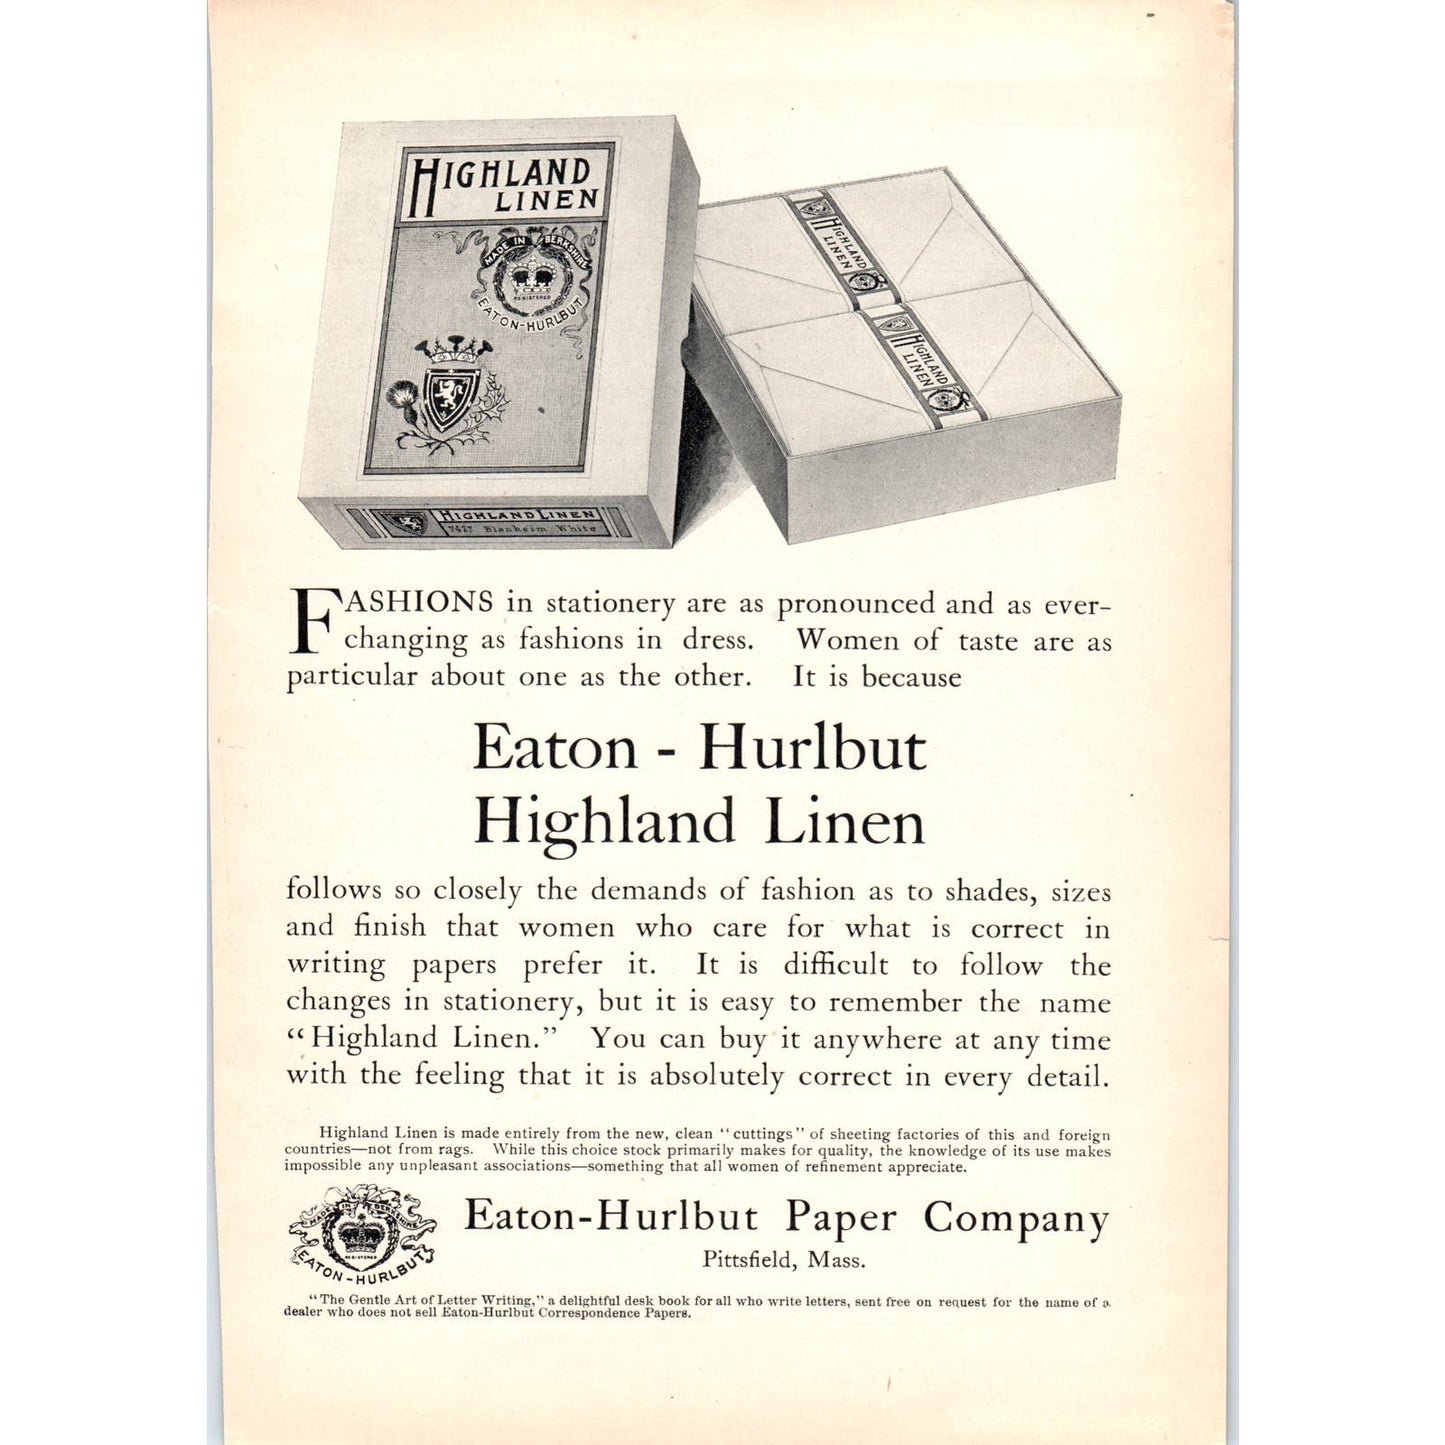 HIGHLAND
LINEN
MADE IN BERKSHIRE
REGISTERED
EATON-HURLBUT
HIGHLAND LINEN
7427 Blenheim White
HIGHLAND
LINEN
HIGHLAND
LINEN
FASHIONS in stationery are as pronounced and as ever-
changing as fashions in dress. Women of taste are as
particular about one as the other. It is because
Eaton - Hurlbut
Highland Linen
follows so closely the demands of fashion as to shades, sizes
and finish that women who care for what is correct in
writing papers prefer it. It is difficult to follow the
changes in stationery, but it is easy to remember the name
“Highland Linen.” You can buy it anywhere at any time
with the feeling that it is absolutely correct in every detail.
Highland Linen is made entirely from the new, clean “cuttings” of sheeting factories of this and foreign
countries—not from rags. While this choice stock primarily makes for quality, the knowledge of its use makes
impossible any unpleasant associations—something that all women of refinement appreciate.
MADE IN BERKSHIRE
REGISTERED
EATON-HURLBUT
Eaton-Hurlbut Paper Company
Pittsfield, Mass.
“The Gentle Art of Letter Writing,” a delightful desk book for all who write letters, sent free on request for the name of a
dealer who does not sell Eaton-Hurlbut Correspondence Papers.